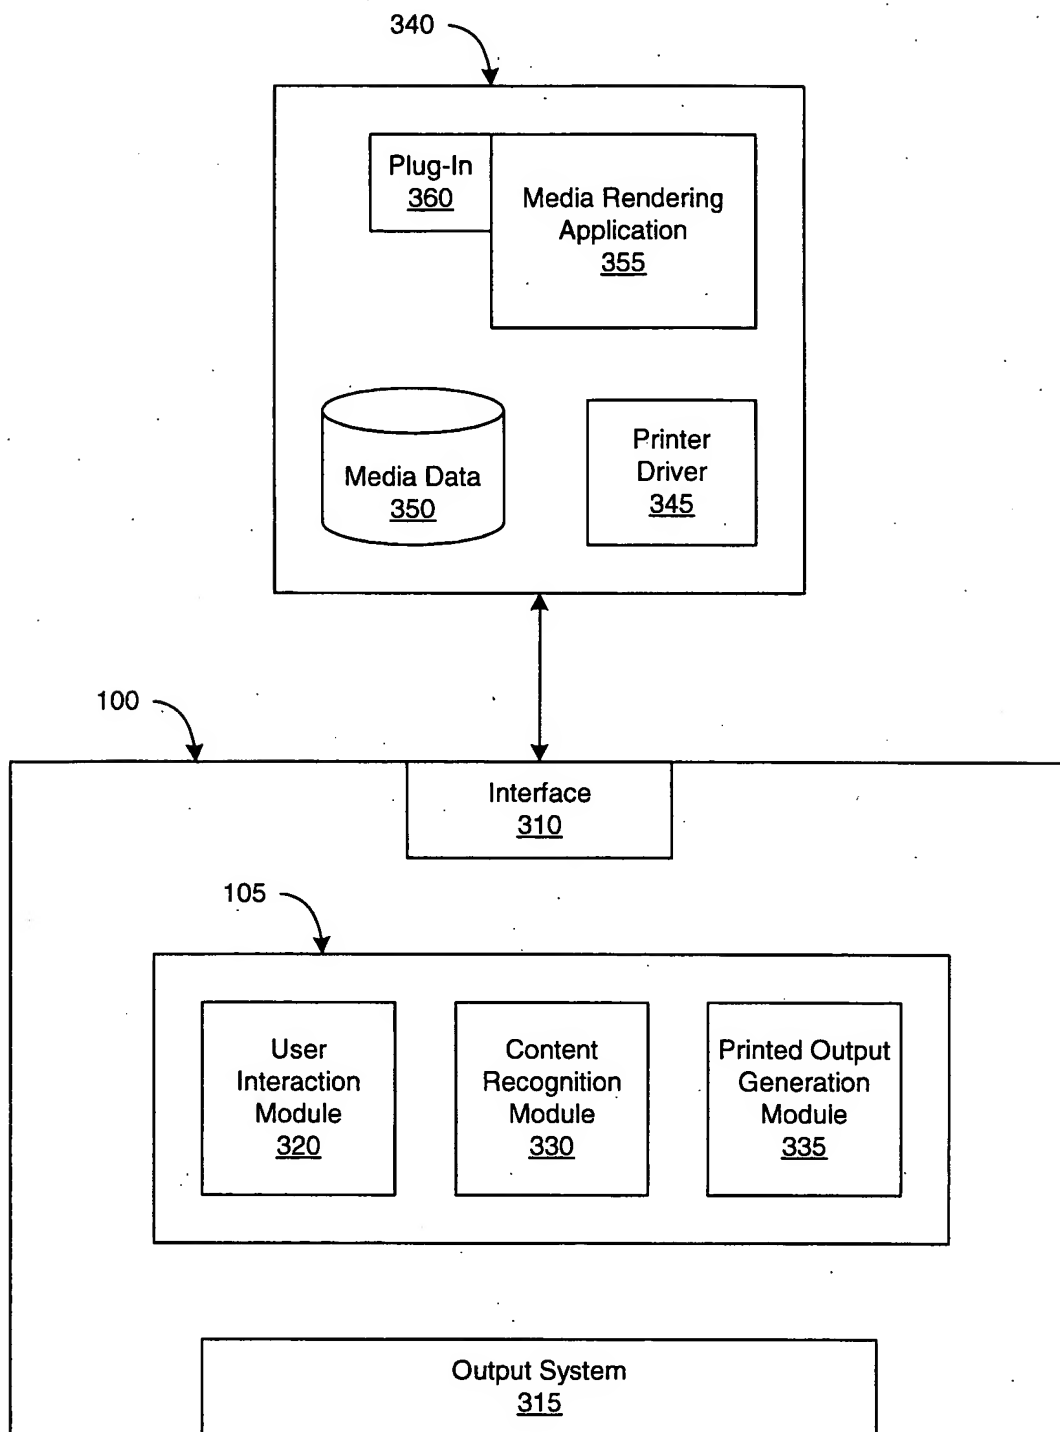 340
Plug-In
360
Media Rendering
Application
355
Media Data
350
Printer
Driver
345
100
Interface
310
105
User
Interaction
Module
320
Content
Recognition
Module
330
Printed Output
Generation
Module
335
Output System
315